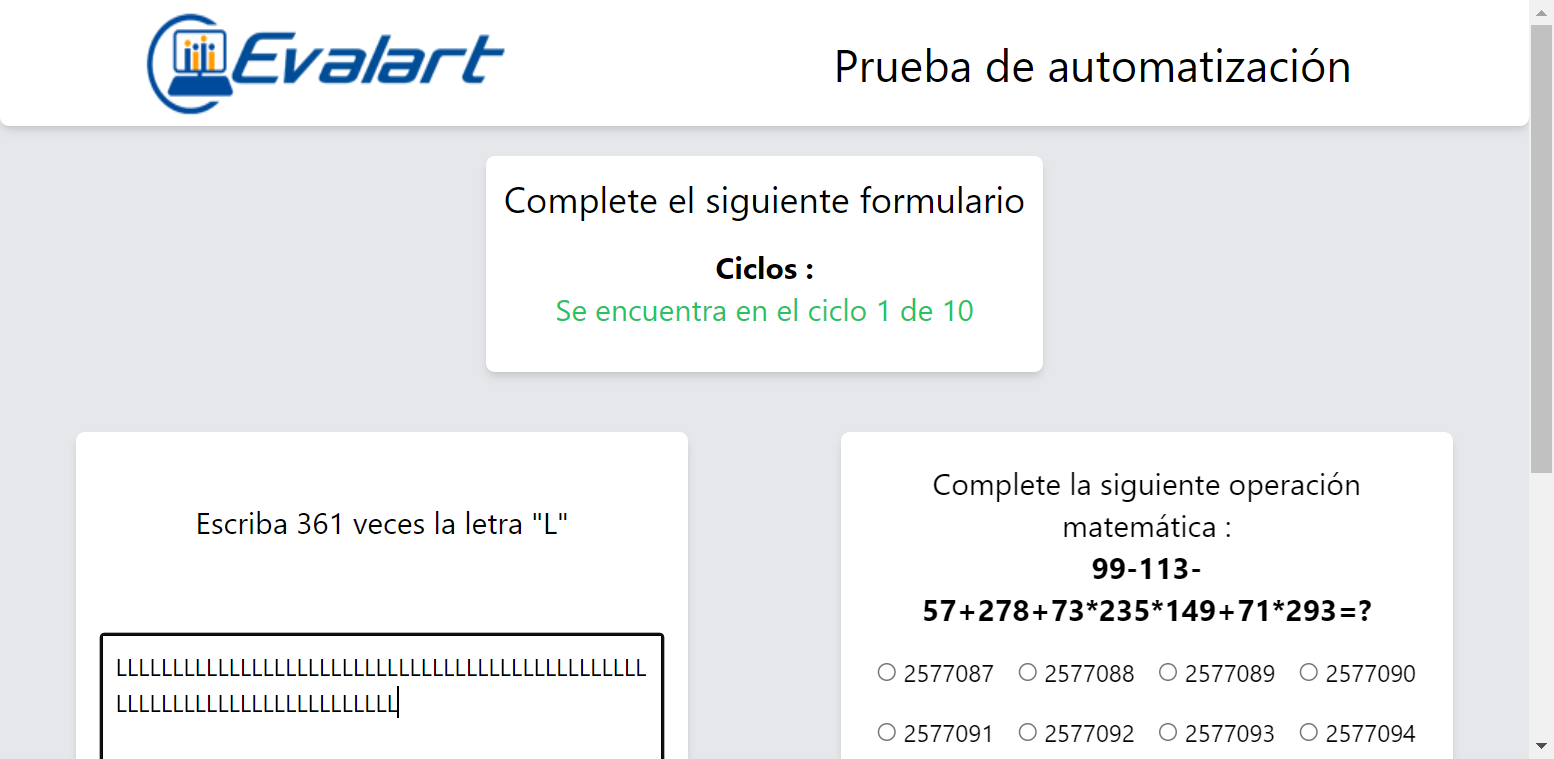 Evalart
Prueba de automatización
Complete el siguiente formulario
Ciclos :
Se encuentra en el ciclo 1 de 10
Escriba 361 veces la letra "L"
LLLLLLLLLLLLLLLLLLLLLLLLLLLLLLLLLLLLLLLLLLLLLLL
LLLLLLLLLLLLLLLLLLLLLLLLL
Complete la siguiente operación
matemática :
99-113-
57+278+73*235*149+71*293=?
2577087 2577088 2577089 2577090
2577091 2577092 2577093 2577094